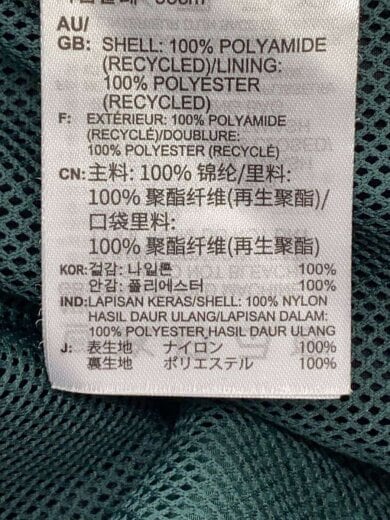 AU/
GB: SHELL: 100% POLYAMIDE
(RECYCLED)/LINING:
100% POLYESTER
(RECYCLED)
F: EXTÉRIEUR: 100% POLYAMIDE
(RECYCLÉ)/DOUBLURE:
100% POLYESTER (RECYCLÉ)
CN: 主料: 100% 锦纶/里料:
100% 聚酯纤维(再生聚酯)/
口袋里料:
100% 聚酯纤维(再生聚酯)
KOR: 겉감: 나일론 100%
안감: 폴리에스터 100%
IND: LAPISAN KERAS/SHELL: 100% NYLON
HASIL DAUR ULANG/LAPISAN DALAM:
100% POLYESTER,HASIL DAUR ULANG
J: 表生地 ナイロン 100%
裏生地 ポリエステル 100%